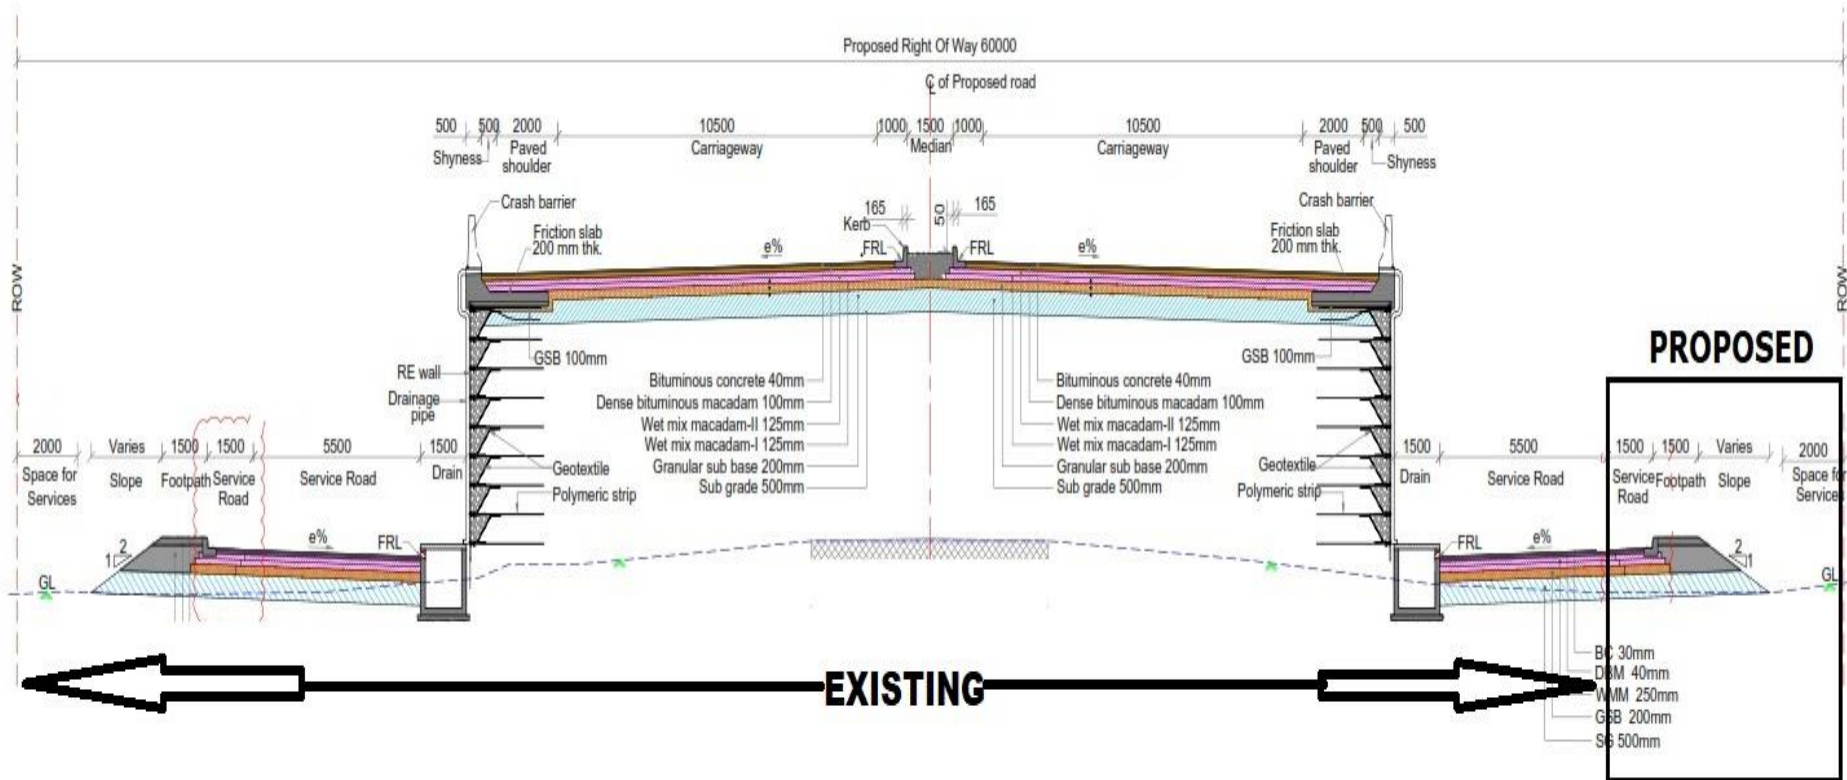 Proposed Right Of Way 60000
℄ of Proposed road
500 500 2000 10500 1000 1500 1000 10500 2000 500 500
Shyness Paved shoulder Carriageway Median Carriageway Paved shoulder Shyness
Crash barrier
Crash barrier
165 50 165
Kerb
Friction slab
200 mm thk.
Friction slab
200 mm thk.
e% FRL FRL e%
ROW
ROW
PROPOSED
GSB 100mm
GSB 100mm
RE wall
Drainage
pipe
Bituminous concrete 40mm
Dense bituminous macadam 100mm
Wet mix macadam-II 125mm
Wet mix macadam-I 125mm
Granular sub base 200mm
Sub grade 500mm
Bituminous concrete 40mm
Dense bituminous macadam 100mm
Wet mix macadam-II 125mm
Wet mix macadam-I 125mm
Granular sub base 200mm
Sub grade 500mm
Geotextile
Polymeric strip
Geotextile
Polymeric strip
2000 Varies 1500 1500 5500 1500
Space for
Services
Slope
Footpath
Service
Road
Service Road
Drain
1500 5500 1500 1500 Varies 2000
Drain
Service Road
Service
Road
Footpath
Slope
Space for
Services
2
1
e%
FRL
GL
FRL
e%
2
1
GL
BC 30mm
DBM 40mm
WMM 250mm
GSB 200mm
SG 500mm
EXISTING